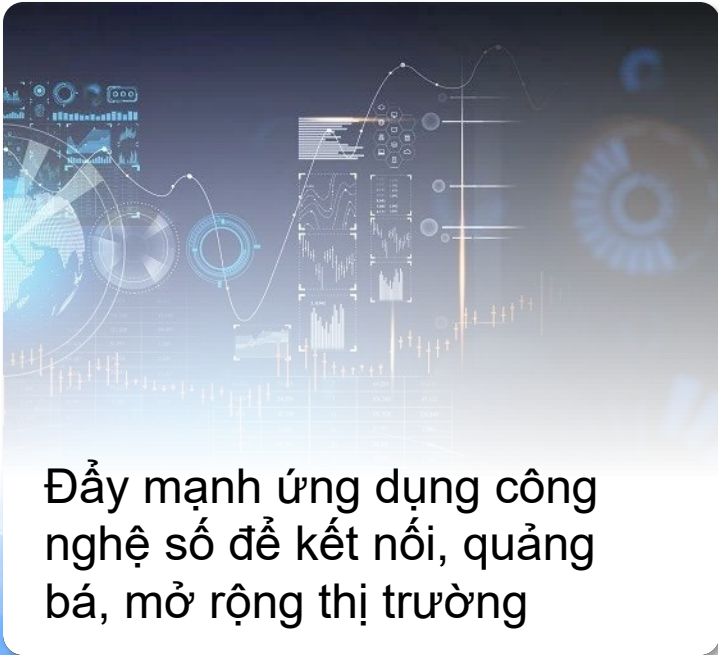 Đẩy mạnh ứng dụng công
nghệ số để kết nối, quảng
bá, mở rộng thị trường